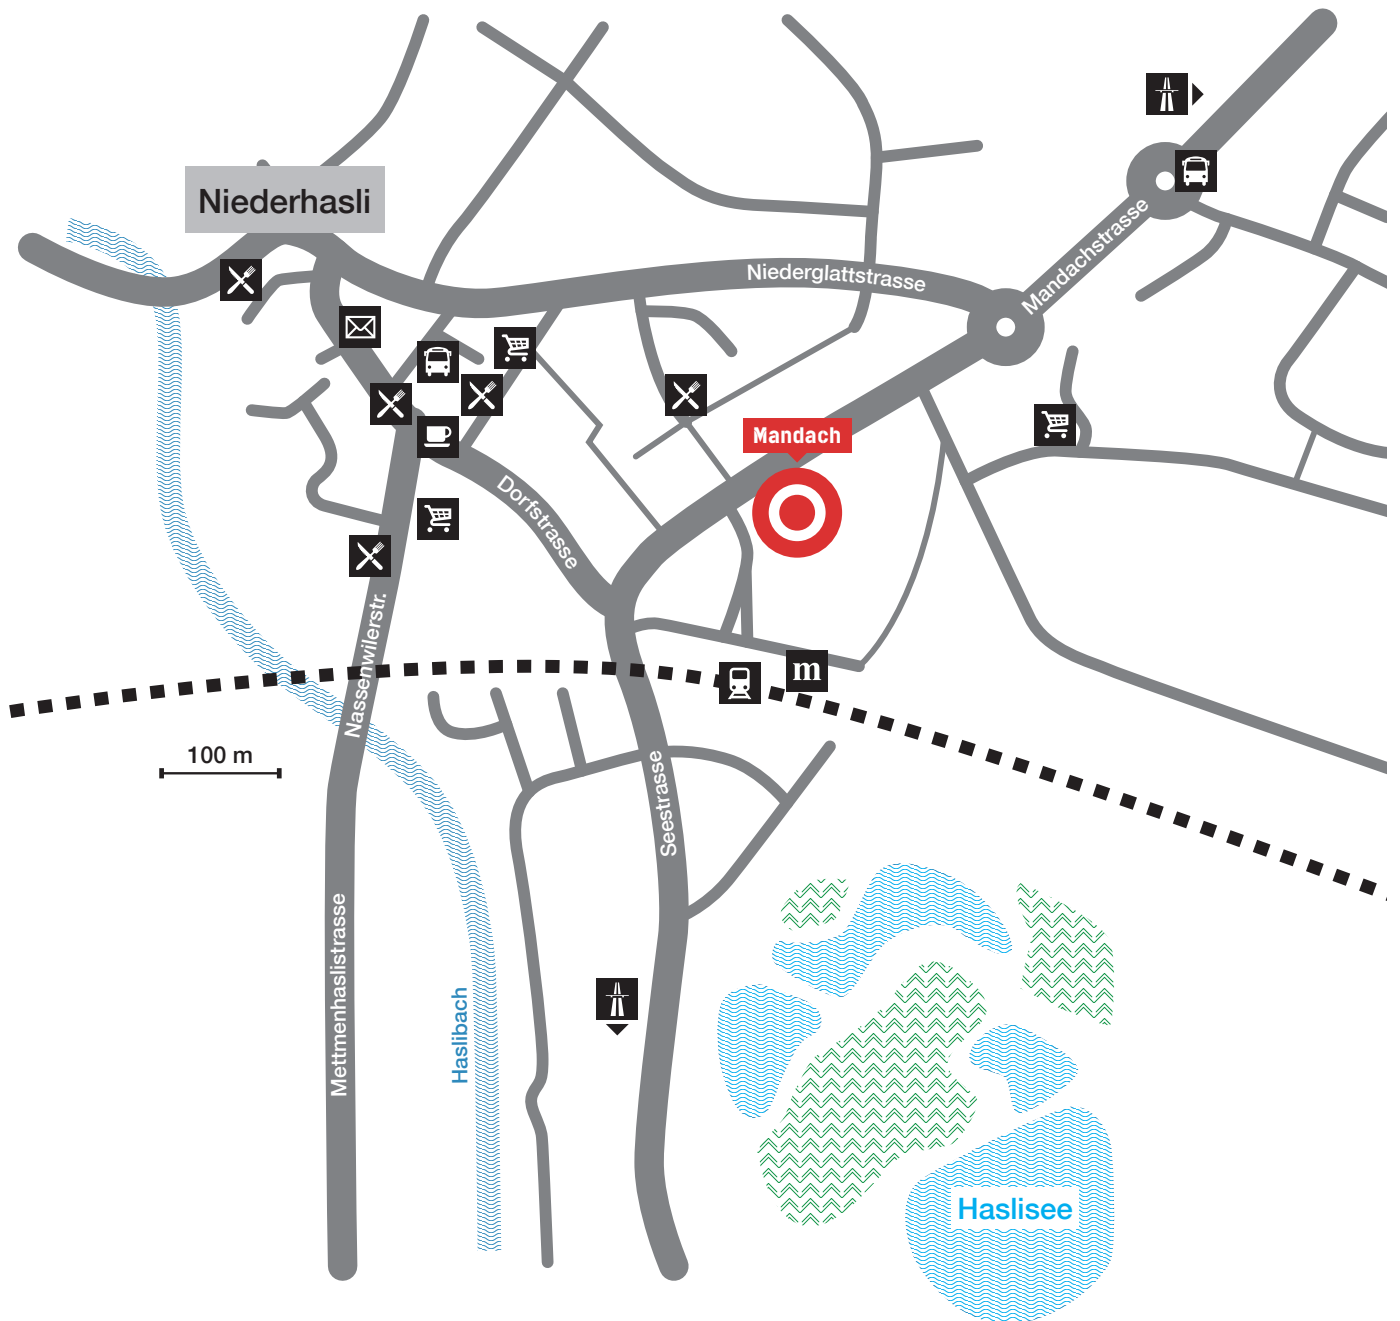 Niederhasli
Niederglattstrasse
Mandachstrasse
Mandach
Dorfstrasse
Nassenwilerstr.
m
100 m
Seestrasse
Mettmenhaslistrasse
Haslibach
Haslisee